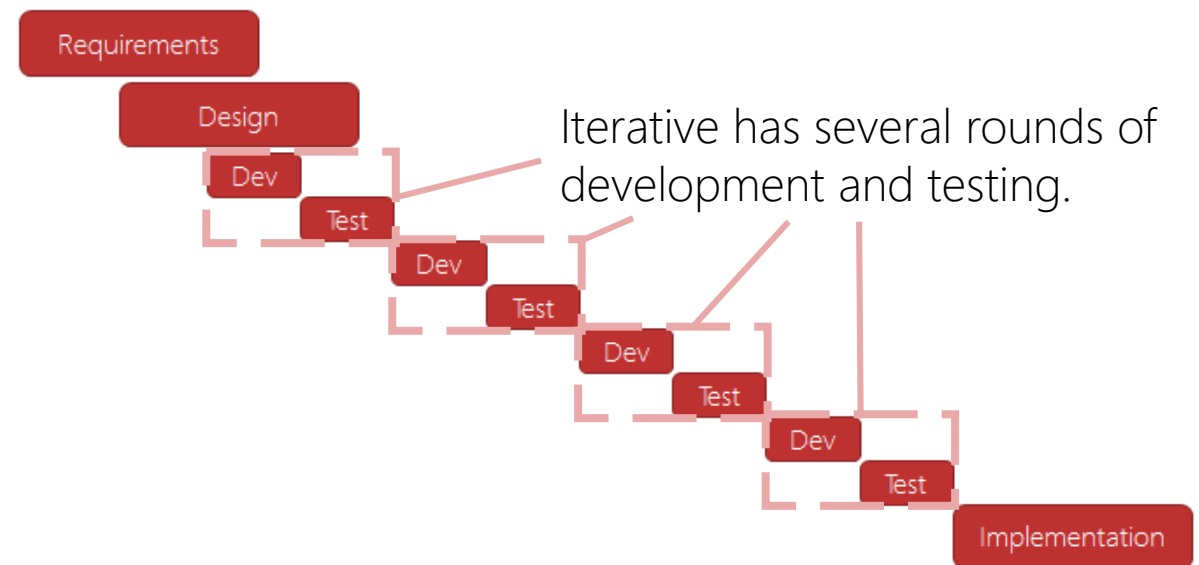 Requirements
Design
Iterative has several rounds of
development and testing.
Dev
Test
Dev
Test
Dev
Test
Dev
Test
Implementation